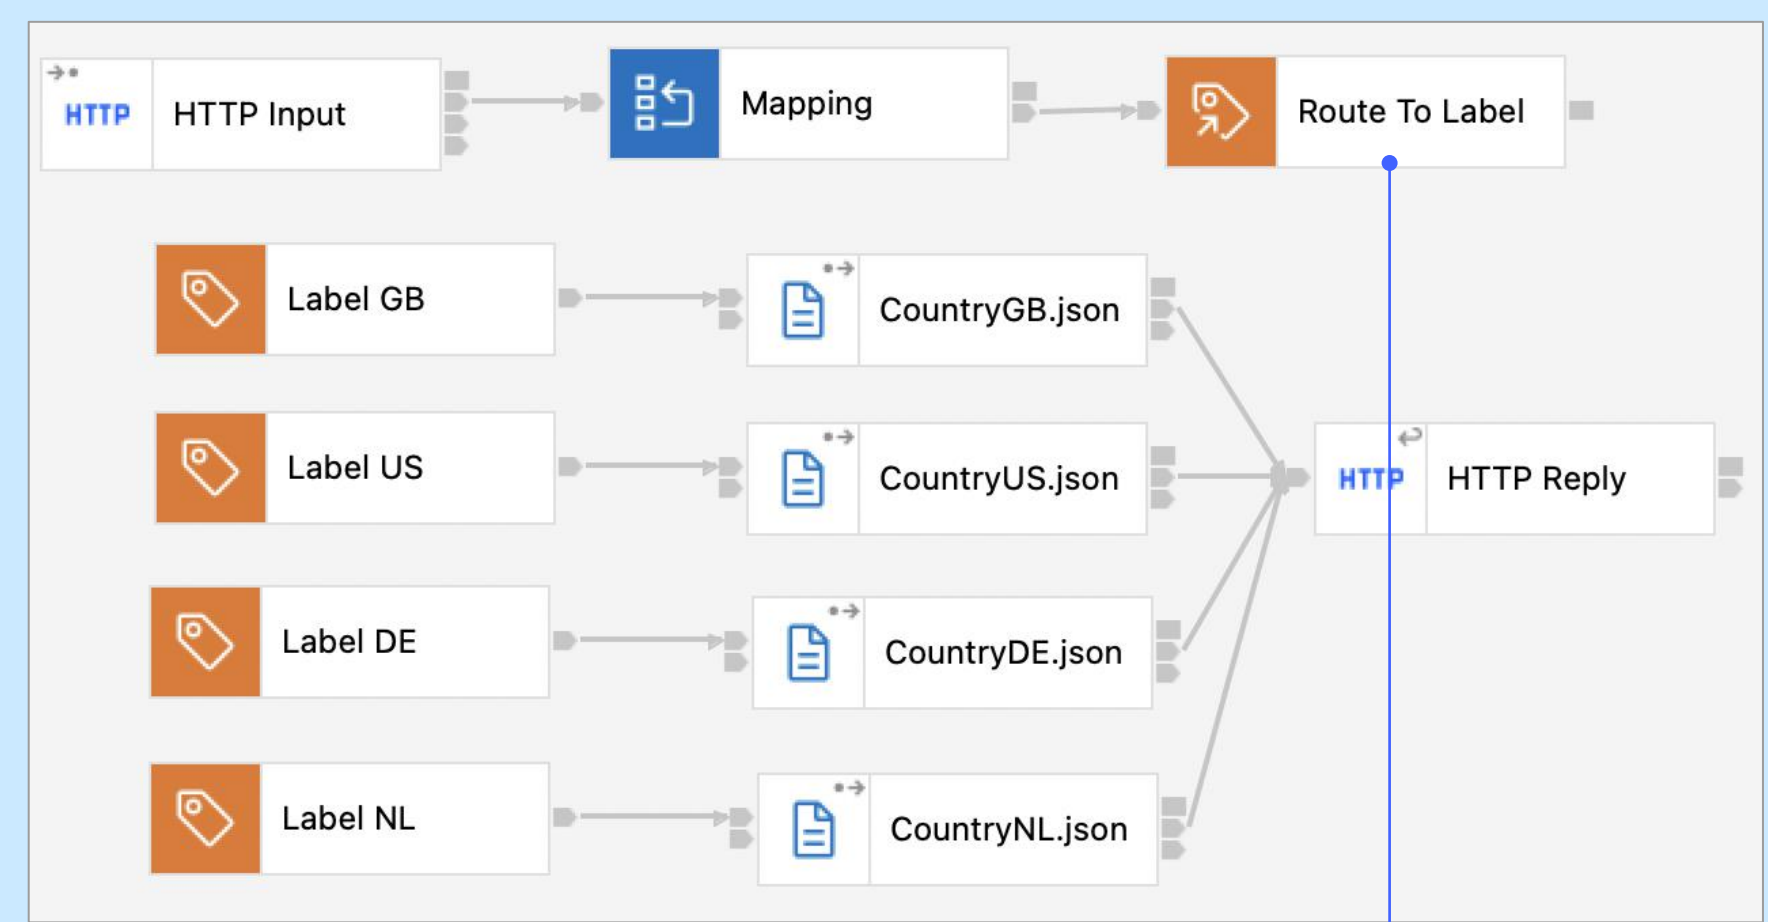 HTTP
HTTP Input
Mapping
Route To Label
Label GB
CountryGB.json
Label US
CountryUS.json
HTTP
HTTP Reply
Label DE
CountryDE.json
Label NL
CountryNL.json